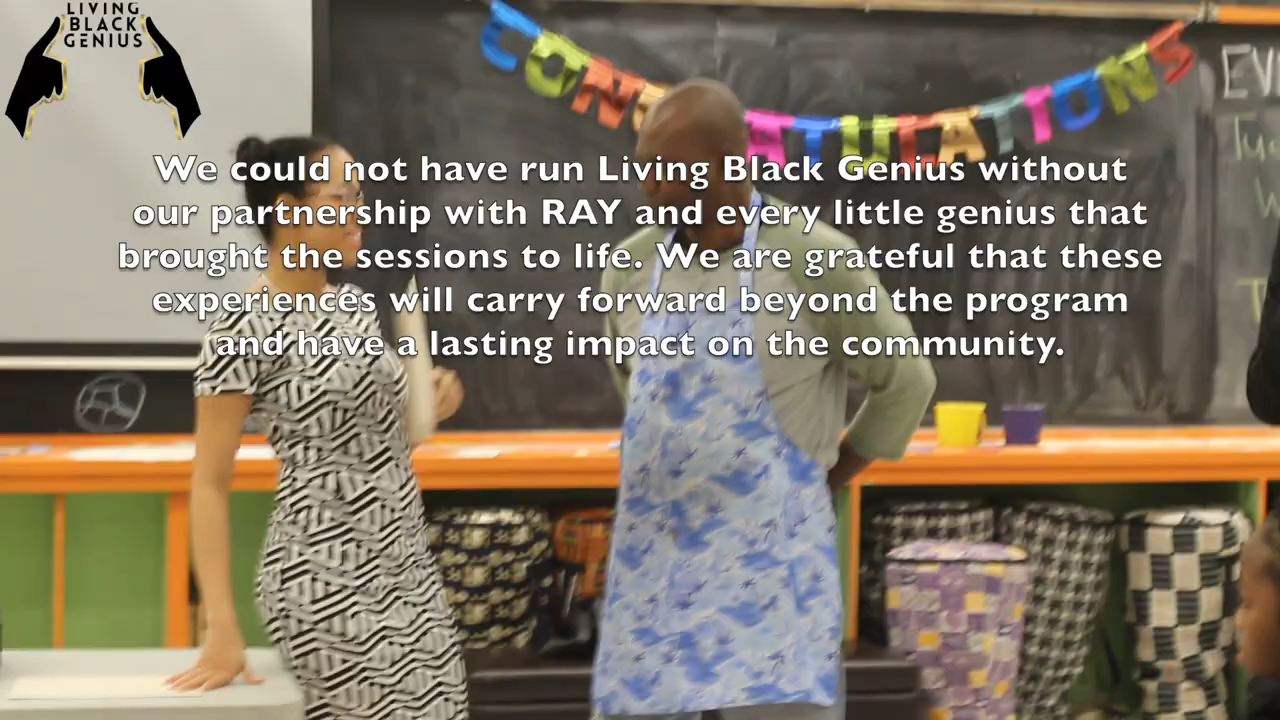 LIVING
BLACK
GENIUS
We could not have run Living Black Genius without
our partnership with RAY and every little genius that
brought the sessions to life. We are grateful that these
experiences will carry forward beyond the program
and have a lasting impact on the community.